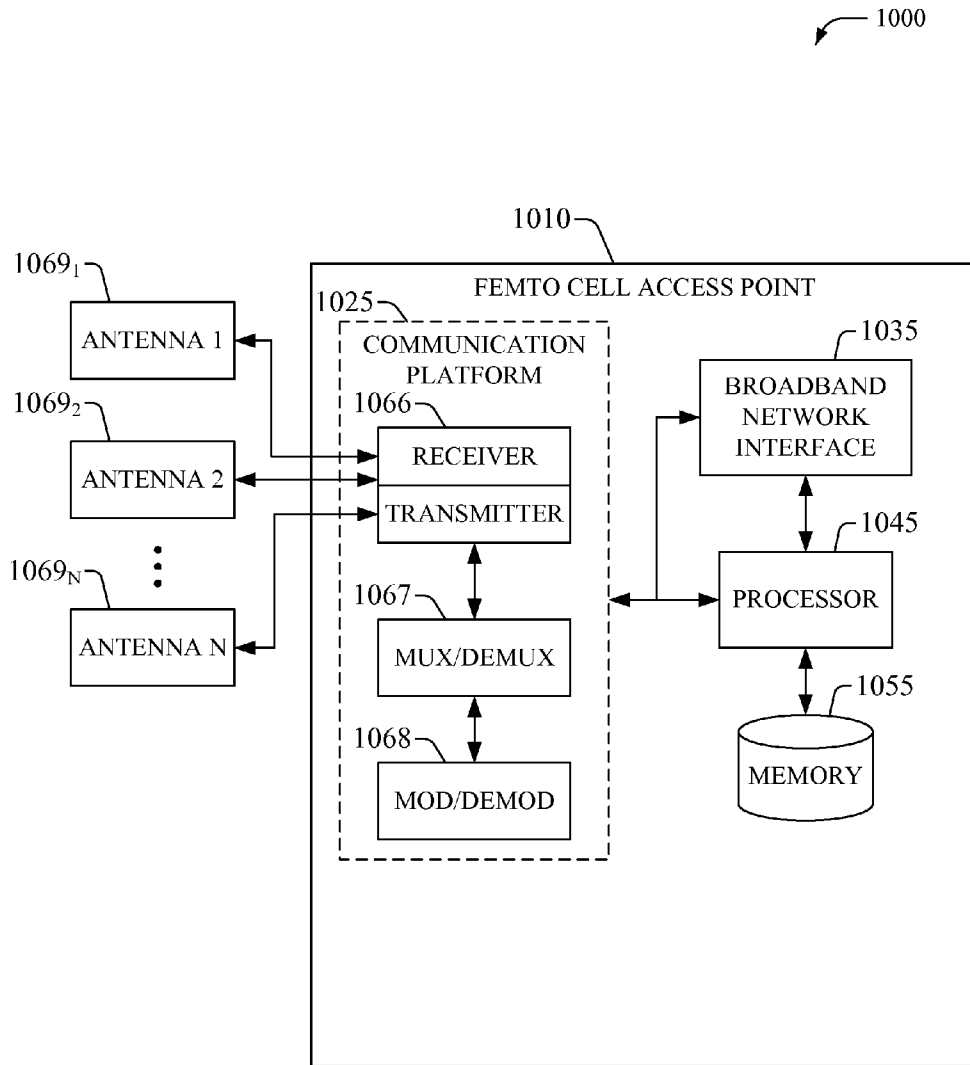 1000
1010
FEMTO CELL ACCESS POINT
1069₁
ANTENNA 1
1069₂
ANTENNA 2
1069N
ANTENNA N
1025
COMMUNICATION
PLATFORM
1066
RECEIVER
TRANSMITTER
1067
MUX/DEMUX
1068
MOD/DEMOD
1035
BROADBAND
NETWORK
INTERFACE
1045
PROCESSOR
1055
MEMORY